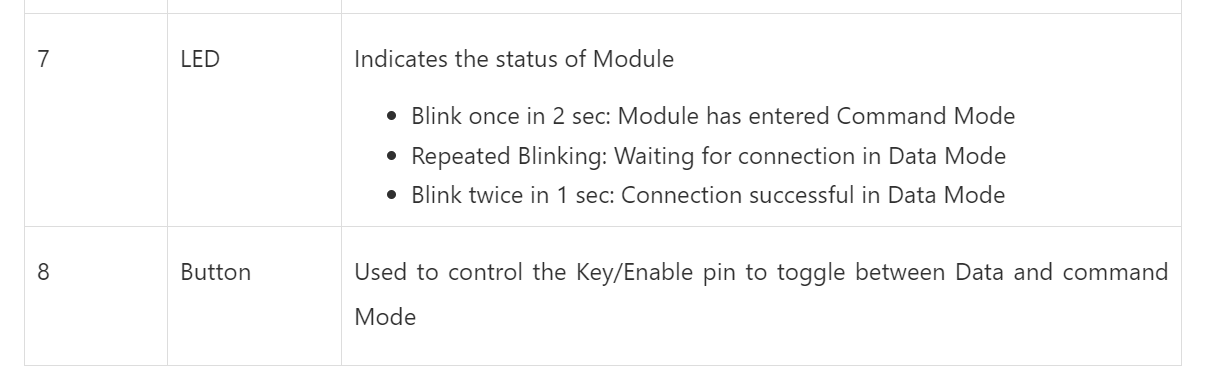 7 LED Indicates the status of Module
• Blink once in 2 sec: Module has entered Command Mode
• Repeated Blinking: Waiting for connection in Data Mode
• Blink twice in 1 sec: Connection successful in Data Mode
8 Button Used to control the Key/Enable pin to toggle between Data and command
Mode